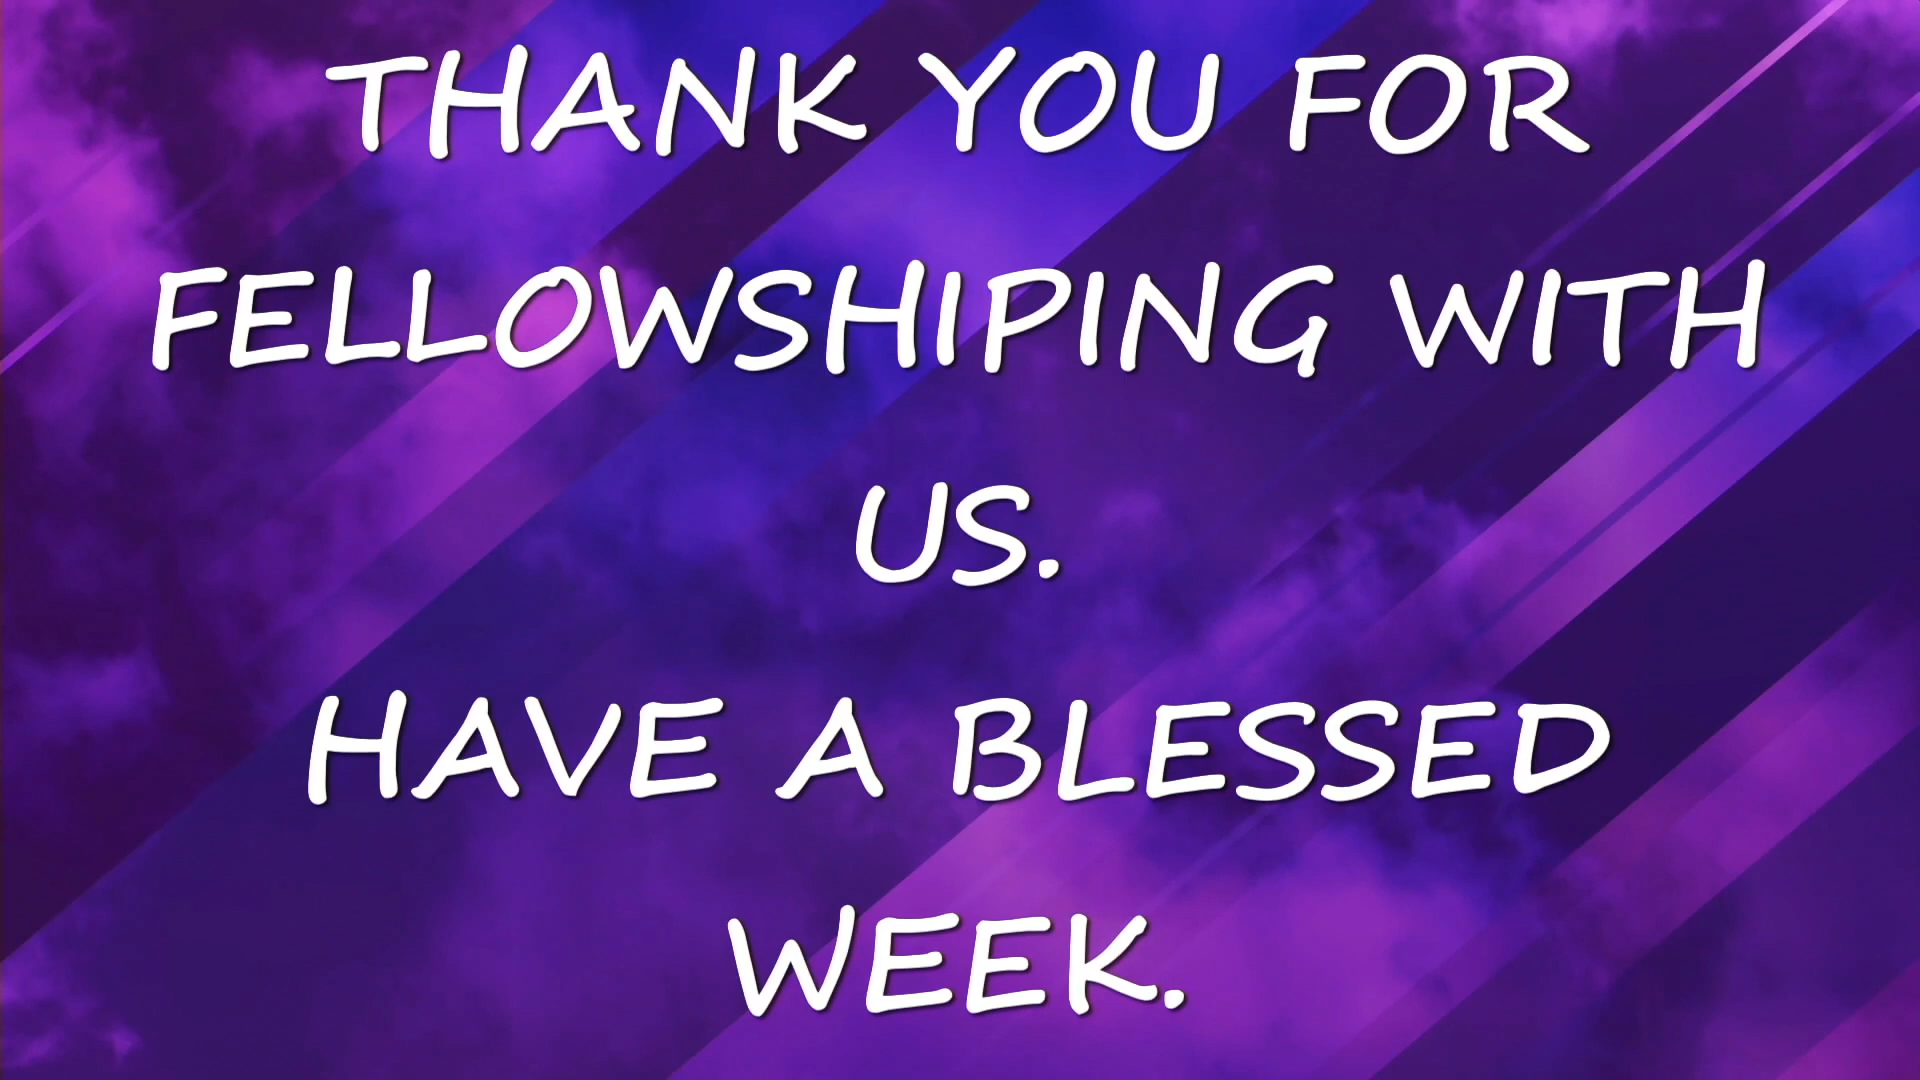 THANK YOU FOR
FELLOWSHIPING WITH
US.
HAVE A BLESSED
WEEK.